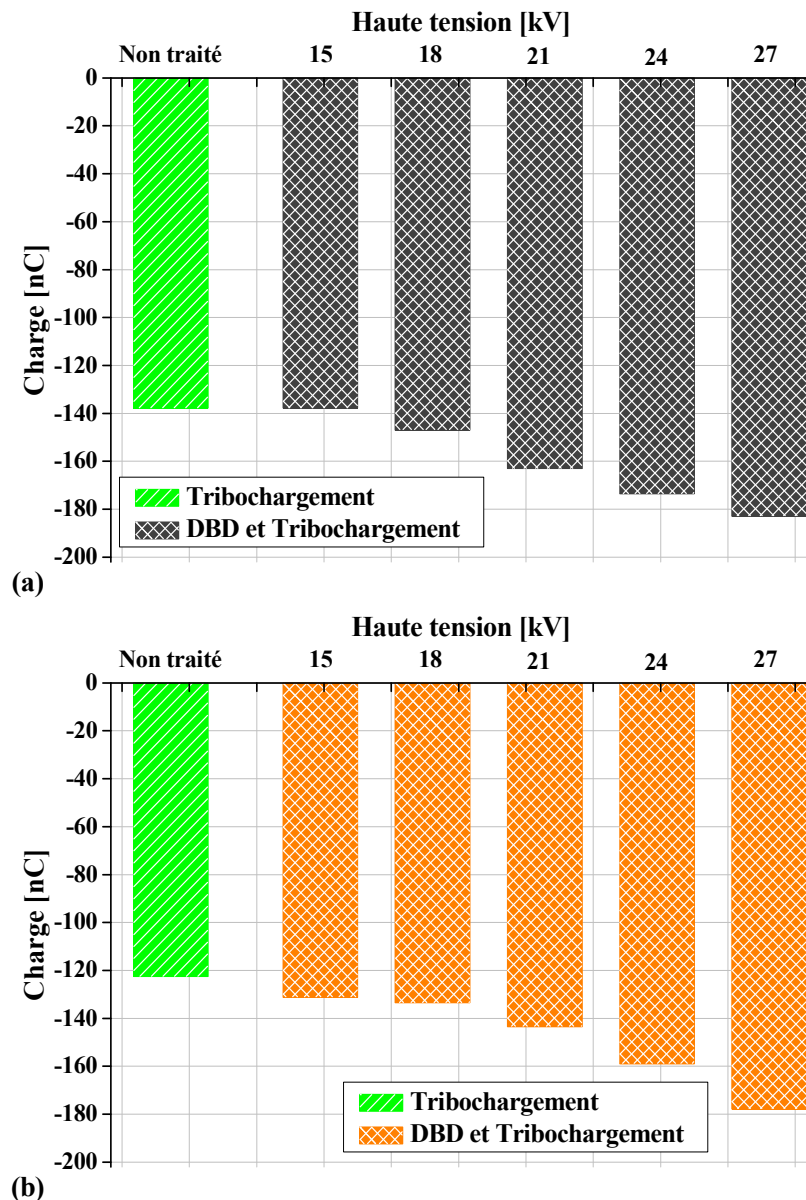 Haute tension [kV]
Non traité 15 18 21 24 27
0
-20
-40
-60
-80
-100
-120
-140
-160
-180
-200
Charge [nC]
Tribochargement
DBD et Tribochargement
(a)
Haute tension [kV]
Non traité 15 18 21 24 27
0
-20
-40
-60
-80
-100
-120
-140
-160
-180
-200
Charge [nC]
Tribochargement
DBD et Tribochargement
(b)